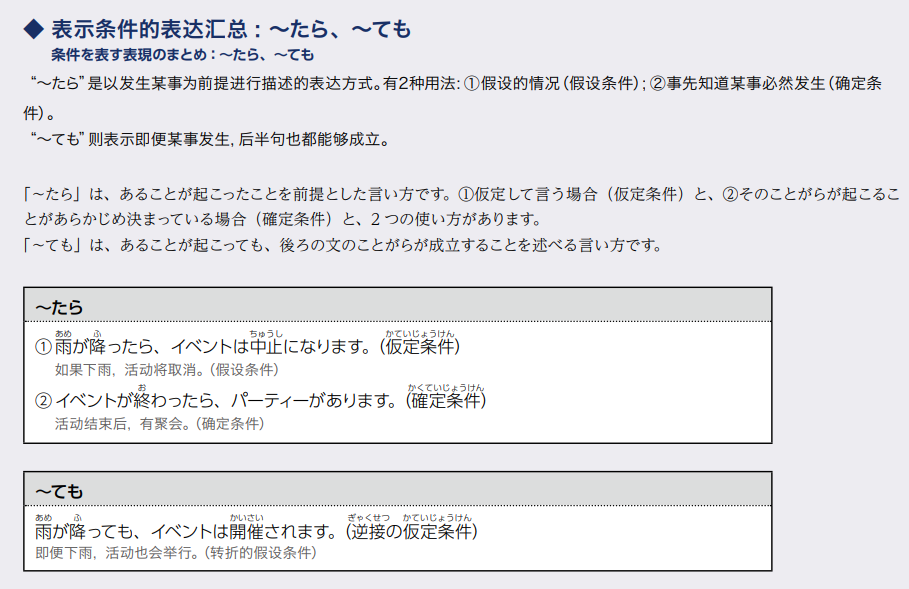 ◆ 表示条件的表达汇总：～たら、～ても
条件を表す表現のまとめ：～たら、～ても
“～たら”是以发生某事为前提进行描述的表达方式。有2种用法：①假设的情况（假设条件）；②事先知道某事必然发生（确定条
件）。
“～ても”则表示即便某事发生，后半句也都能够成立。
「～たら」は、あることが起こったことを前提とした言い方です。①仮定して言う場合（仮定条件）と、②そのことがらが起こるこ
とがあらかじめ決まっている場合（確定条件）と、2つの使い方があります。
「～ても」は、あることが起こっても、後ろの文のことがらが成立することを述べる言い方です。
～たら
あめ ふ ちゅうし かていじょうけん
①雨が降ったら、イベントは中止になります。（仮定条件）
如果下雨，活动将取消。（假设条件）
お かくていじょうけん
②イベントが終わったら、パーティーがあります。（確定条件）
活动结束后，有聚会。（确定条件）
～ても
あめ ふ かいさい ぎゃくせつ かていじょうけん
雨が降っても、イベントは開催されます。（逆接の仮定条件）
即便下雨，活动也会举行。（转折的假设条件）